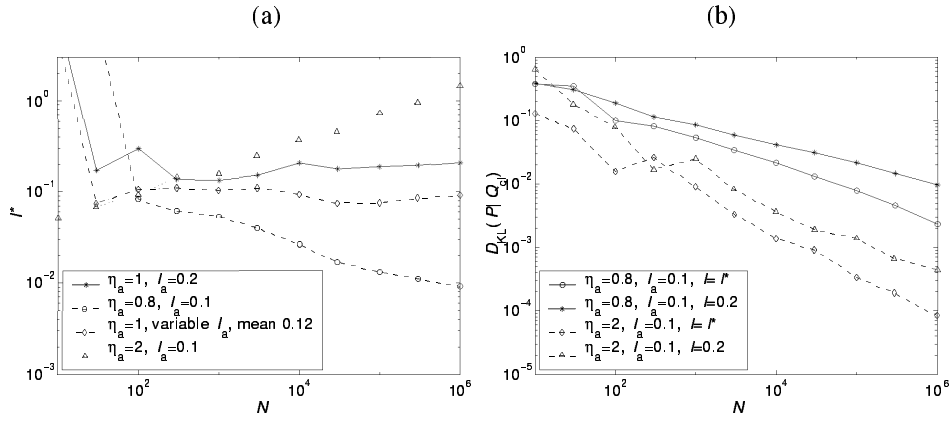 (a)
10^0
10^-1
10^-2
10^-3
l*
η_a=1, l_a=0.2
η_a=0.8, l_a=0.1
η_a=1, variable l_a, mean 0.12
η_a=2, l_a=0.1
10^2
10^4
10^6
N
(b)
10^0
10^-1
10^-2
10^-3
10^-4
10^-5
D_KL( P| Q_cl)
η_a=0.8, l_a=0.1, l=l*
η_a=0.8, l_a=0.1, l=0.2
η_a=2, l_a=0.1, l=l*
η_a=2, l_a=0.1, l=0.2
10^2
10^4
10^6
N